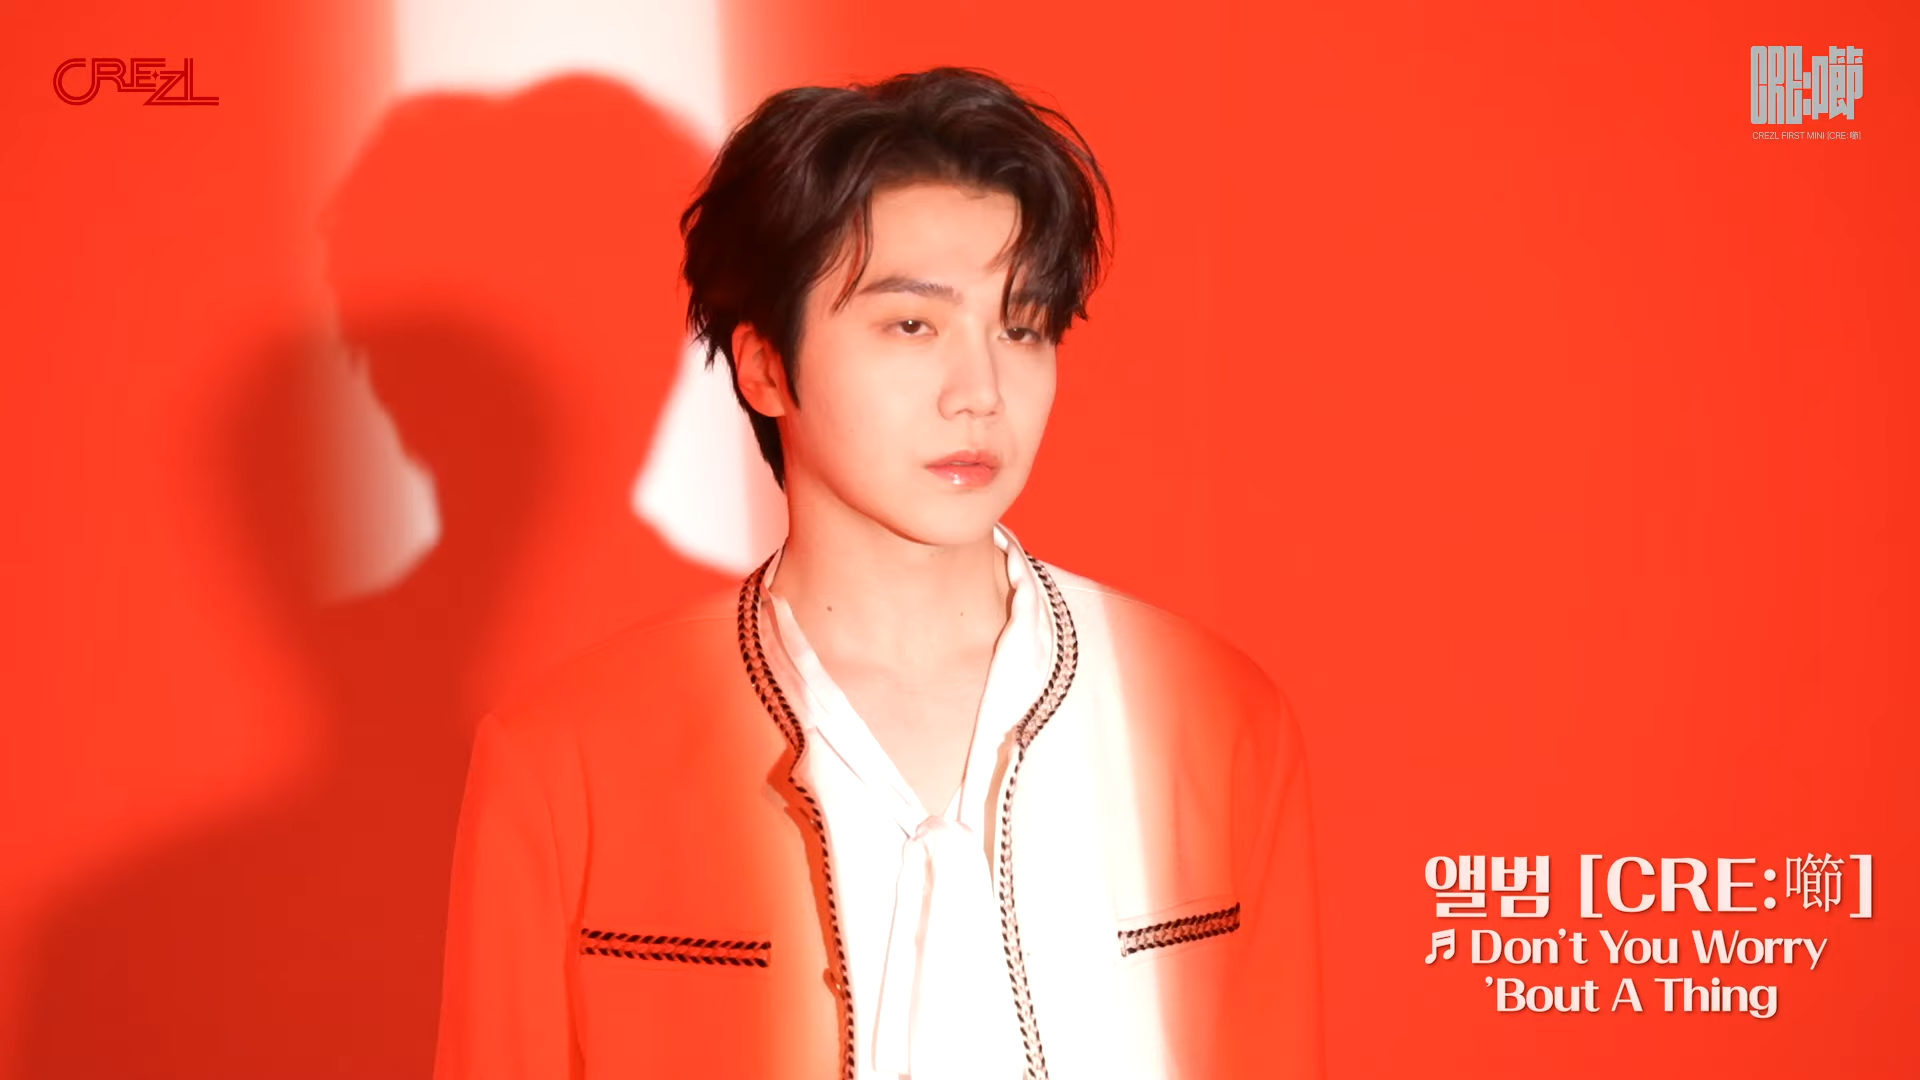 CREZL
CRE:嚈
CREZL FIRST MINI [CRE:嚈]
앨범 [CRE:嚈]
♬ Don't You Worry
'Bout A Thing